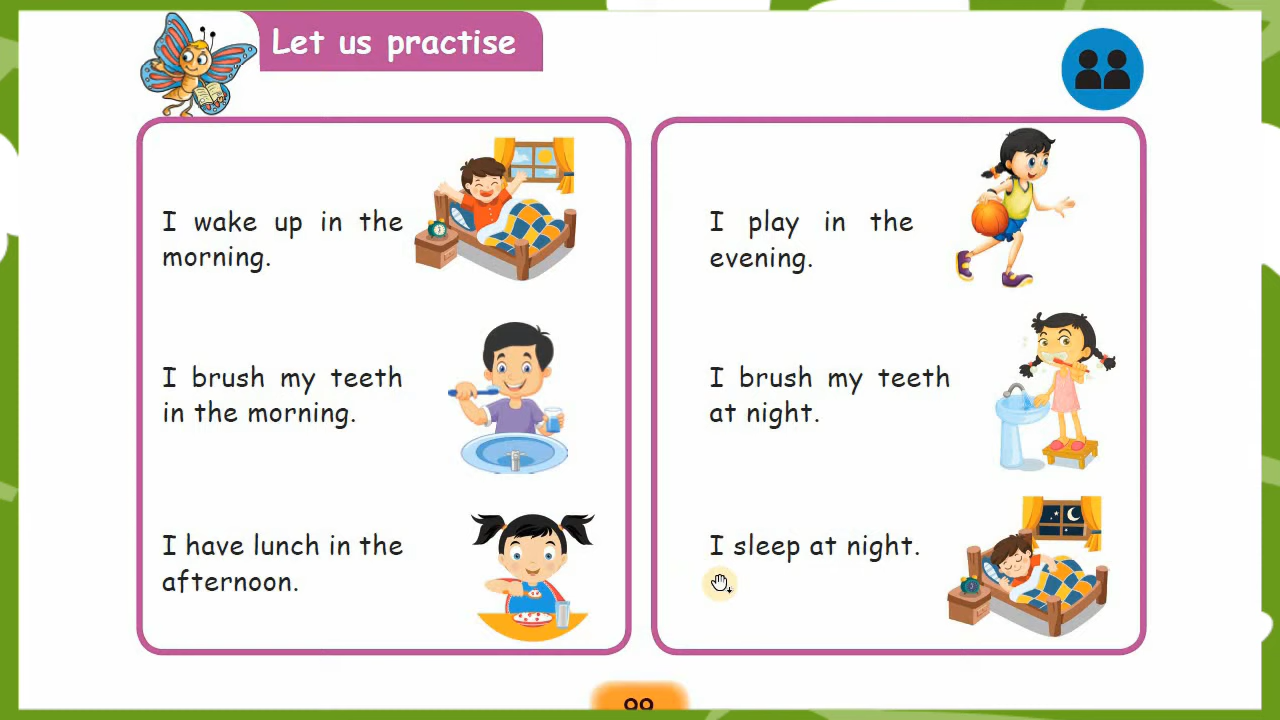 Let us practise
I wake up in the
morning.
I brush my teeth
in the morning.
I have lunch in the
afternoon.
I play in the
evening.
I brush my teeth
at night.
I sleep at night.